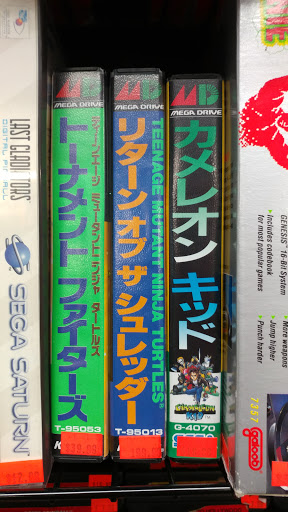 LAST GLADIATORS
DIGITAL PINBALL
SEGA SATURN
MEGA DRIVE
ティーンエージ ミュータント ニンジャ タートルズ
トーナメント ファイターズ
T-95053
MEGA DRIVE
TEENAGE MUTANT NINJA TURTLES
リターン オブ ザ シュレッダー
T-95013
MEGA DRIVE
カメレオン キッド
G-4070
SEGA
GENIE
GENESIS 16-Bit System
Includes codebook
for most popular games
More weapons
Jump higher
Punch harder
7357
galoob